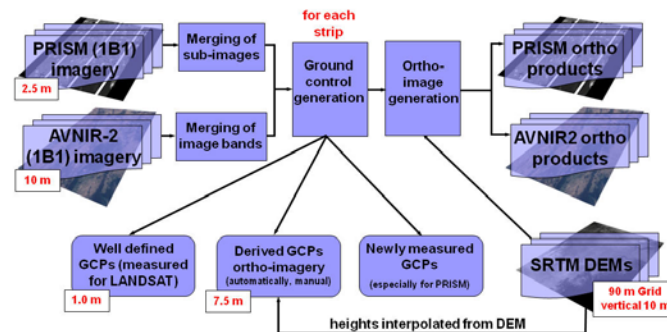 PRISM (1B1)
imagery
2.5 m
Merging of
sub-images
for each
strip
Ground
control
generation
Ortho-
image
generation
PRISM ortho
products
AVNIR-2
(1B1) imagery
10 m
Merging of
image bands
AVNIR2 ortho
products
Well defined
GCPs (measured
for LANDSAT)
1.0 m
Derived GCPs
ortho-imagery
(automatically, manual)
7.5 m
Newly measured
GCPs
(especially for PRISM)
SRTM DEMs
90 m Grid
vertical 10 m
heights interpolated from DEM